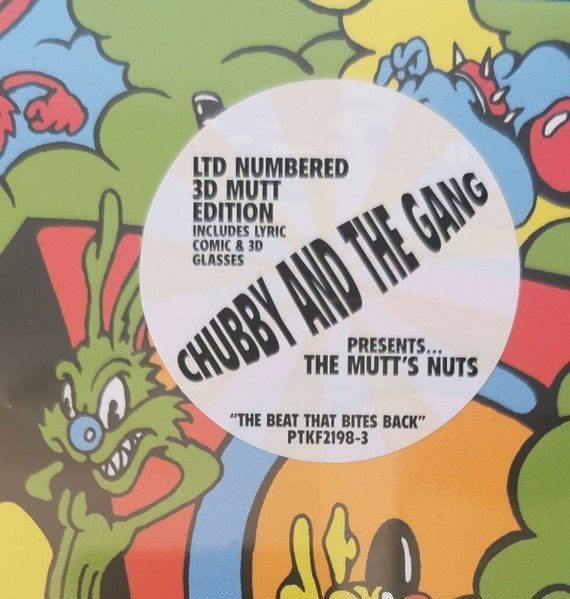 LTD NUMBERED
3D MUTT
EDITION
INCLUDES LYRIC
COMIC & 3D
GLASSES
CHUBBY AND THE GANG
PRESENTS...
THE MUTT'S NUTS
"THE BEAT THAT BITES BACK"
PTKF2198-3